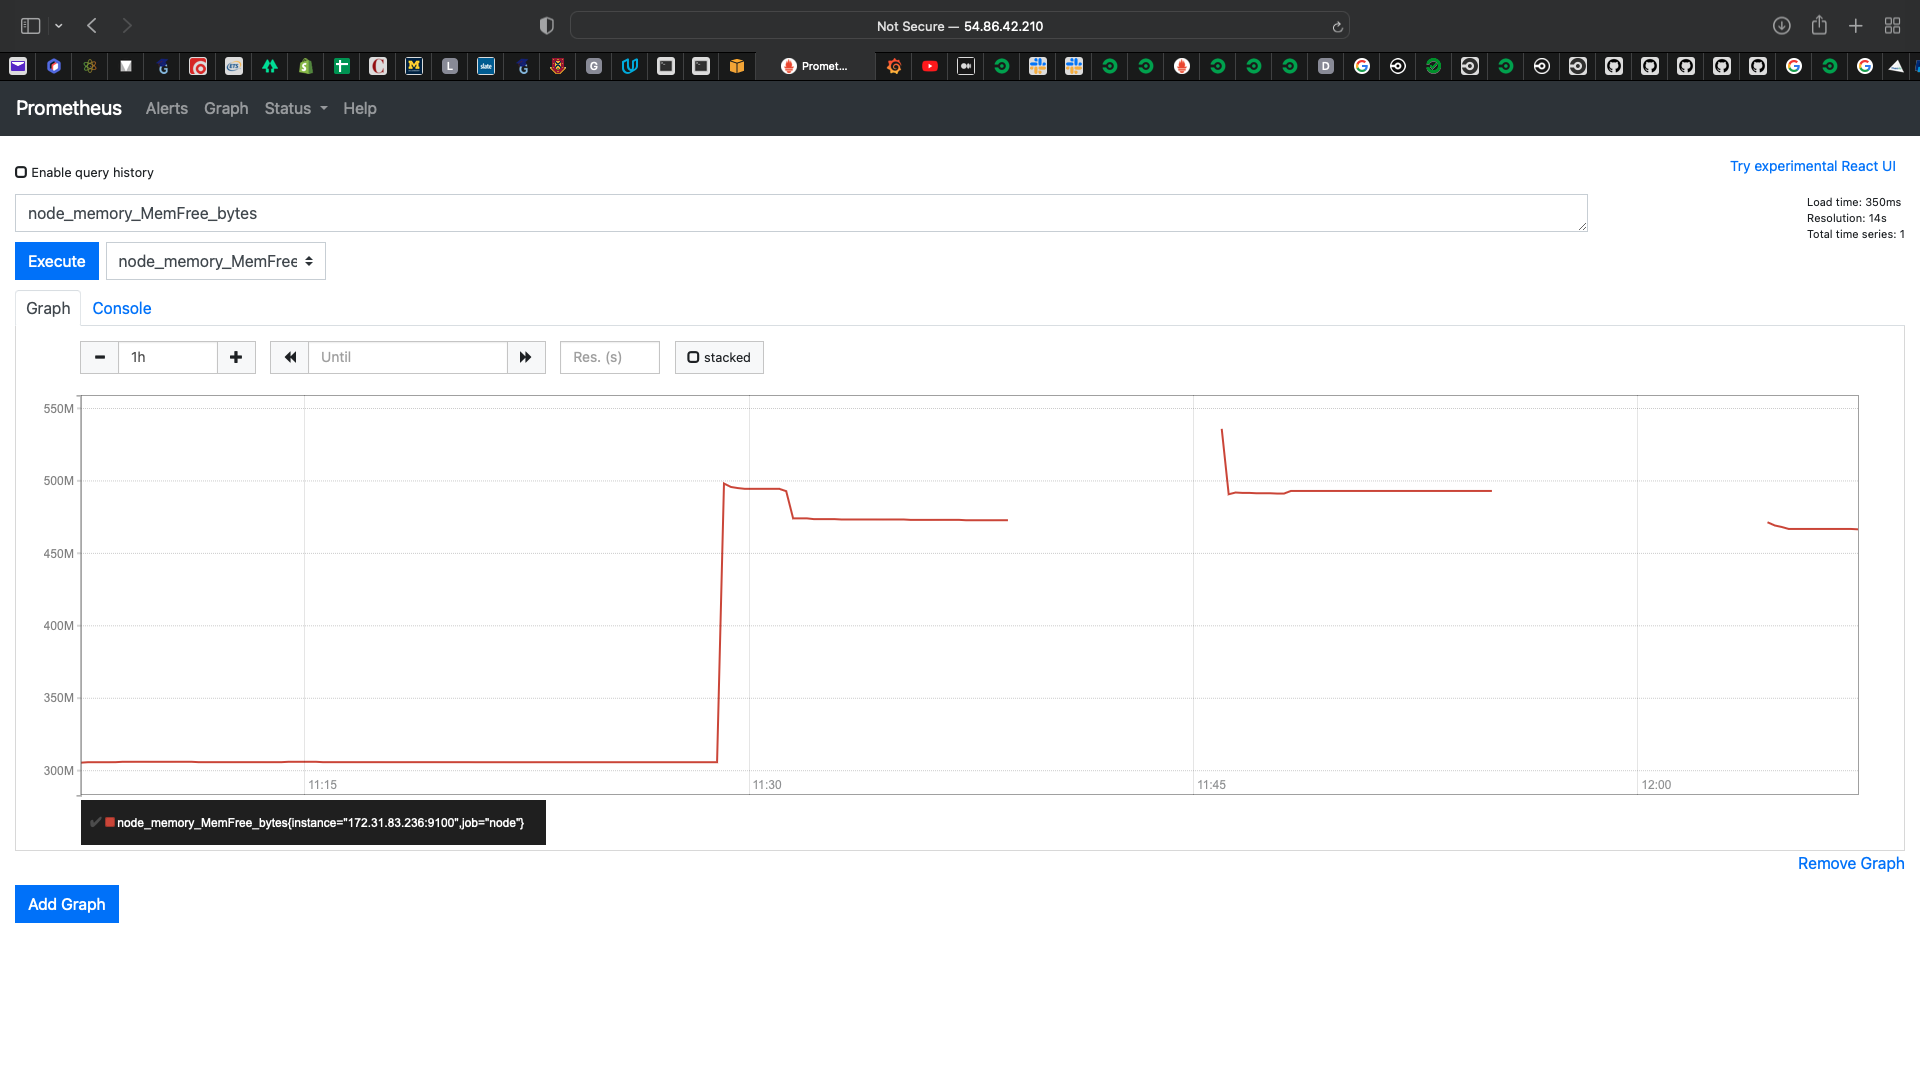 Not Secure — 54.86.42.210
M
L
slate
G
Promet...
D
G
G
G
Prometheus Alerts Graph Status Help
Enable query history
Try experimental React UI
node_memory_MemFree_bytes
Load time: 350ms
Resolution: 14s
Total time series: 1
Execute node_memory_MemFree
Graph Console
1h Until Res. (s) stacked
550M
500M
450M
400M
350M
300M
11:15 11:30 11:45 12:00
✔ node_memory_MemFree_bytes{instance="172.31.83.236:9100",job="node"}
Remove Graph
Add Graph